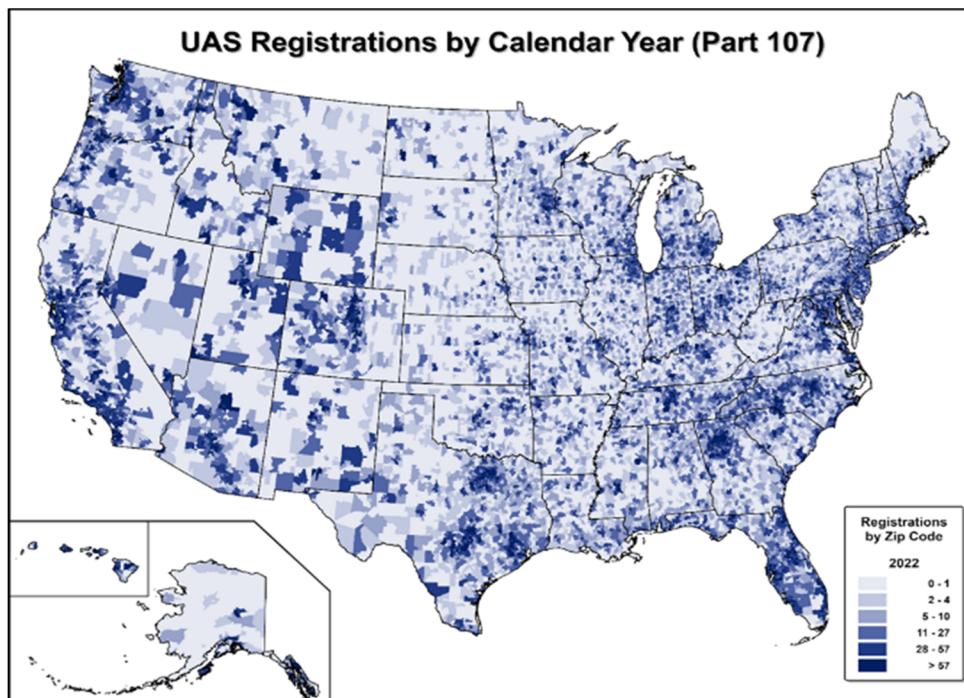 UAS Registrations by Calendar Year (Part 107)
Registrations
by Zip Code
2022
0 - 1
2 - 4
5 - 10
11 - 27
28 - 57
> 57